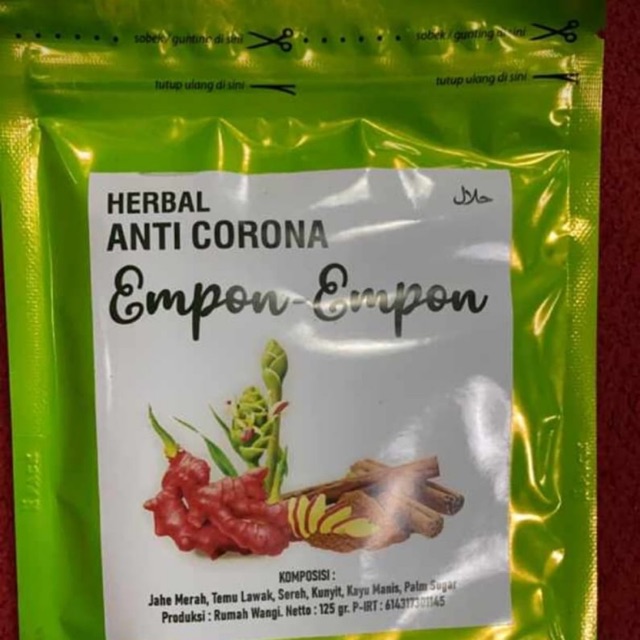 sobek / gunting di sini
sobek / gunting di sini
tutup ulang di sini
tutup ulang di sini
HERBAL
ANTI CORONA
حلال
Empon-Empon
KOMPOSISI :
Jahe Merah, Temu Lawak, Sereh, Kunyit, Kayu Manis, Palm Sugar
Produksi : Rumah Wangi. Netto : 125 gr. P-IRT :